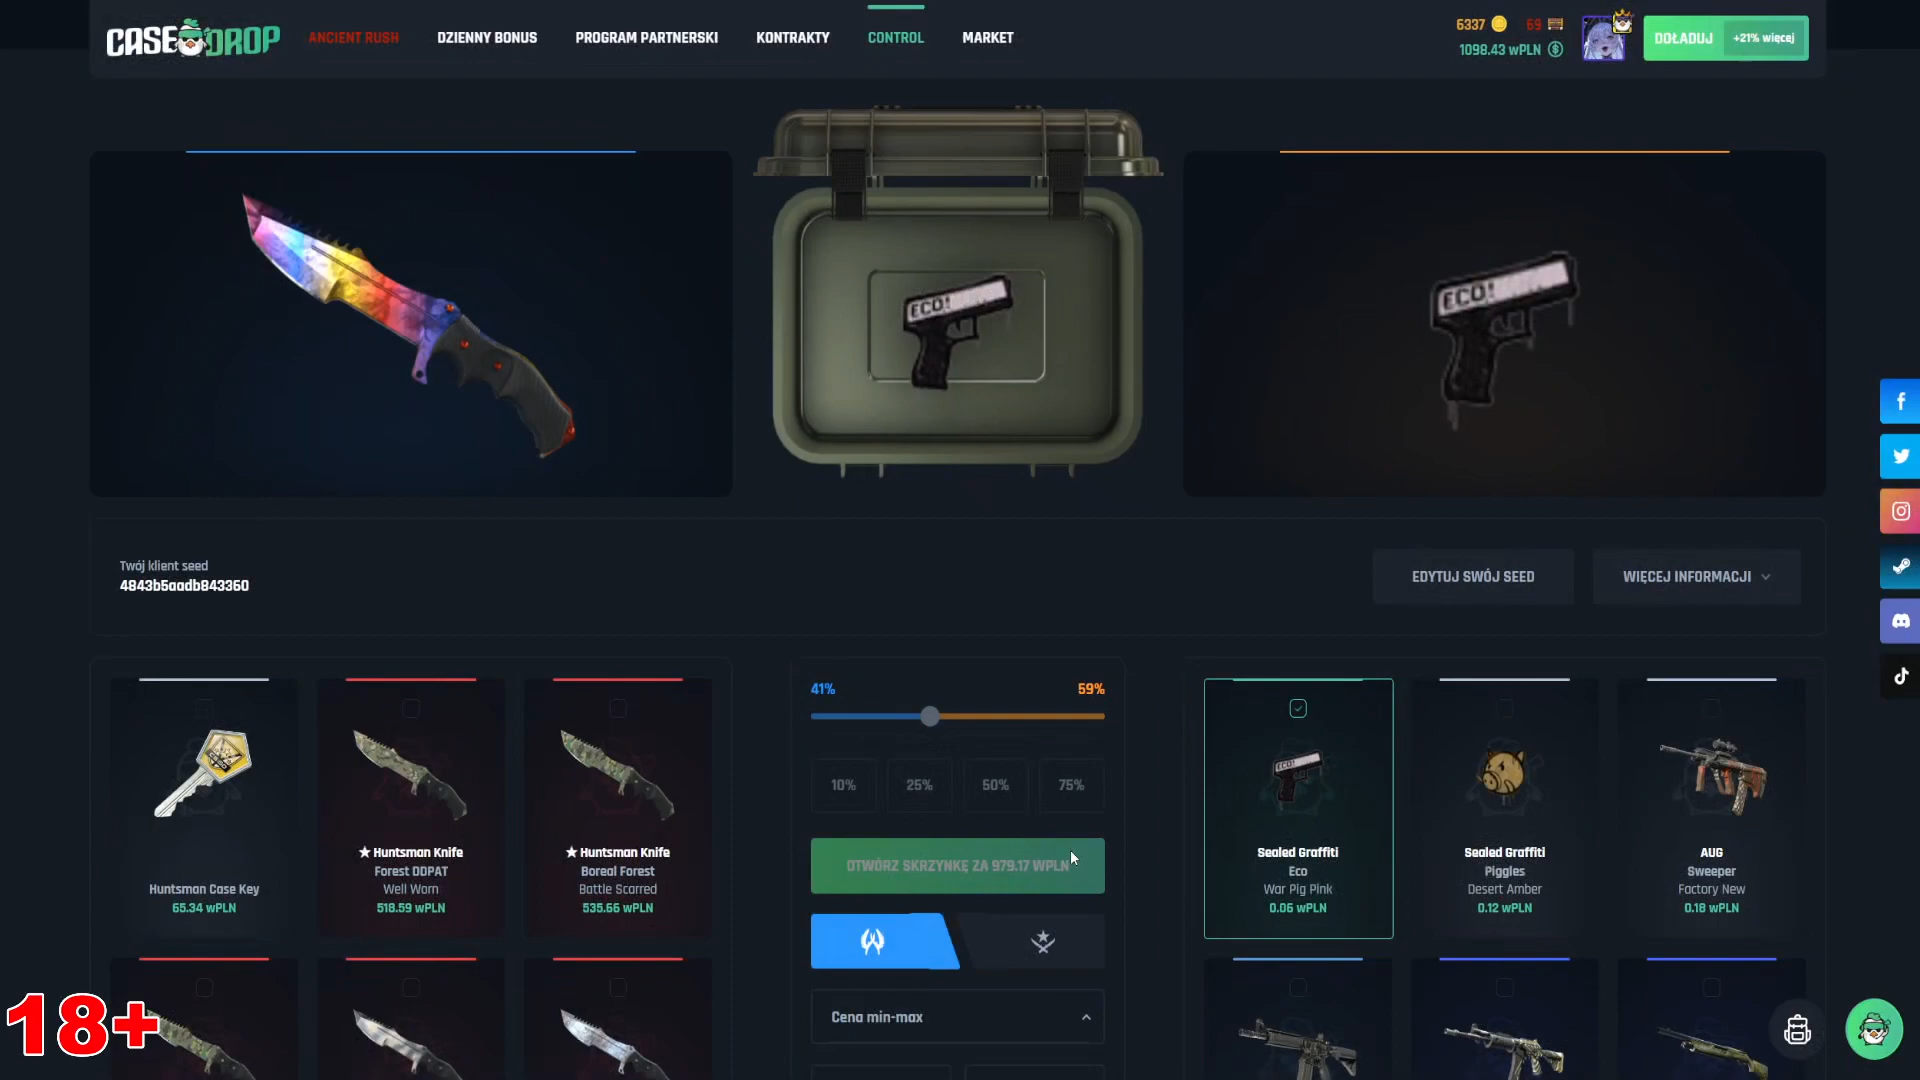 CASEDROP
ANCIENT RUSH
DZIENNY BONUS
PROGRAM PARTNERSKI
KONTRAKTY
CONTROL
MARKET
6337
69
1098.43 wPLN
DOŁADUJ
+21% więcej
ECO!
ECO!
Twój klient seed
4843b5aadb843360
EDYTUJ SWÓJ SEED
WIĘCEJ INFORMACJI
Huntsman Case Key
65.34 wPLN
★ Huntsman Knife
Forest DDPAT
Well Worn
518.59 wPLN
★ Huntsman Knife
Boreal Forest
Battle Scarred
535.66 wPLN
41%
59%
10%
25%
50%
75%
OTWÓRZ SKRZYNKĘ ZA 979.17 WPLN
Cena min-max
ECO!
Sealed Graffiti
Eco
War Pig Pink
0.06 wPLN
Sealed Graffiti
Piggles
Desert Amber
0.12 wPLN
AUG
Sweeper
Factory New
0.18 wPLN
18+